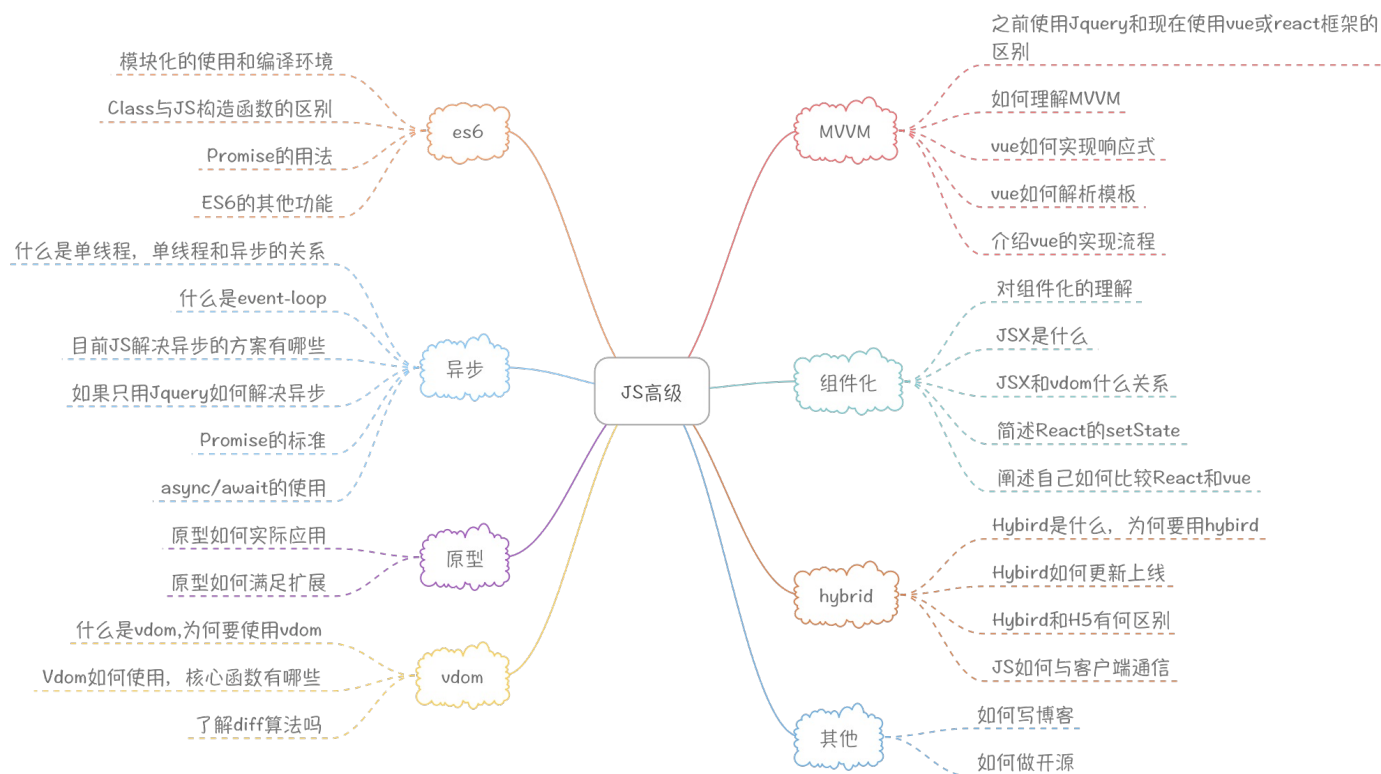 JS高级
es6
模块化的使用和编译环境
Class与JS构造函数的区别
Promise的用法
ES6的其他功能
异步
什么是单线程，单线程和异步的关系
什么是event-loop
目前JS解决异步的方案有哪些
如果只用Jquery如何解决异步
Promise的标准
async/await的使用
原型
原型如何实际应用
原型如何满足扩展
vdom
什么是vdom,为何要使用vdom
Vdom如何使用，核心函数有哪些
了解diff算法吗
MVVM
之前使用Jquery和现在使用vue或react框架的
区别
如何理解MVVM
vue如何实现响应式
vue如何解析模板
介绍vue的实现流程
组件化
对组件化的理解
JSX是什么
JSX和vdom什么关系
简述React的setState
阐述自己如何比较React和vue
hybrid
Hybird是什么，为何要用hybird
Hybird如何更新上线
Hybird和H5有何区别
JS如何与客户端通信
其他
如何写博客
如何做开源